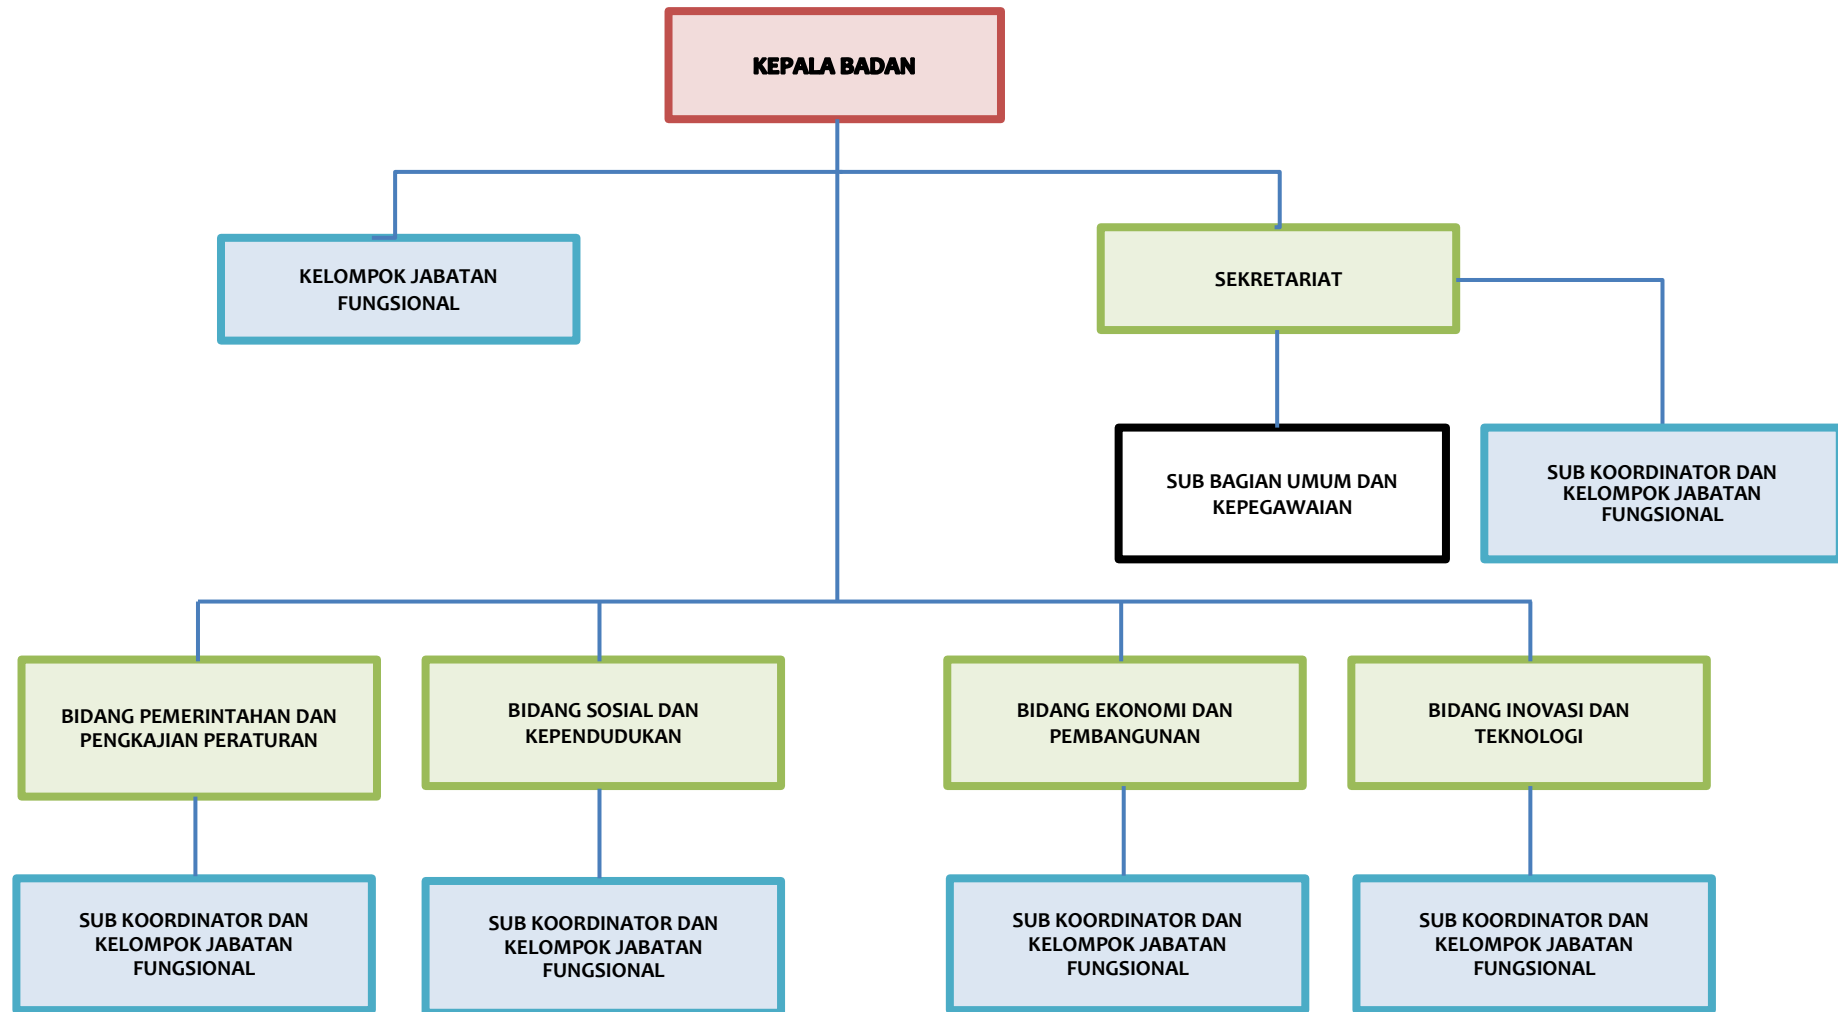 KEPALA BADAN
KELOMPOK JABATAN
FUNGSIONAL
SEKRETARIAT
SUB BAGIAN UMUM DAN
KEPEGAWAIAN
SUB KOORDINATOR DAN
KELOMPOK JABATAN
FUNGSIONAL
BIDANG PEMERINTAHAN DAN
PENGKAJIAN PERATURAN
BIDANG SOSIAL DAN
KEPENDUDUKAN
BIDANG EKONOMI DAN
PEMBANGUNAN
BIDANG INOVASI DAN
TEKNOLOGI
SUB KOORDINATOR DAN
KELOMPOK JABATAN
FUNGSIONAL
SUB KOORDINATOR DAN
KELOMPOK JABATAN
FUNGSIONAL
SUB KOORDINATOR DAN
KELOMPOK JABATAN
FUNGSIONAL
SUB KOORDINATOR DAN
KELOMPOK JABATAN
FUNGSIONAL